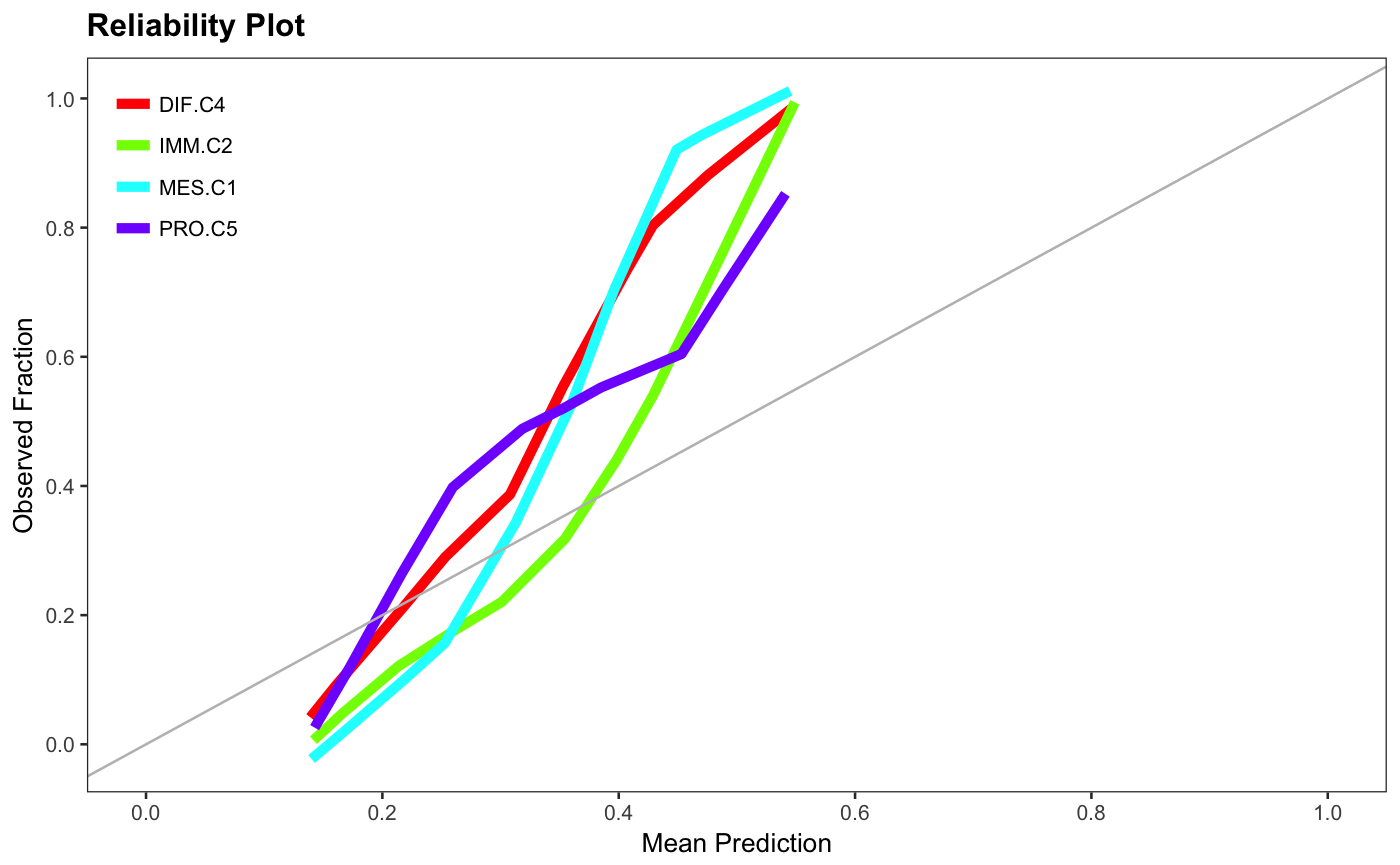 Reliability Plot
DIF.C4
IMM.C2
MES.C1
PRO.C5
Observed Fraction
1.0
0.8
0.6
0.4
0.2
0.0
0.0 0.2 0.4 0.6 0.8 1.0
Mean Prediction